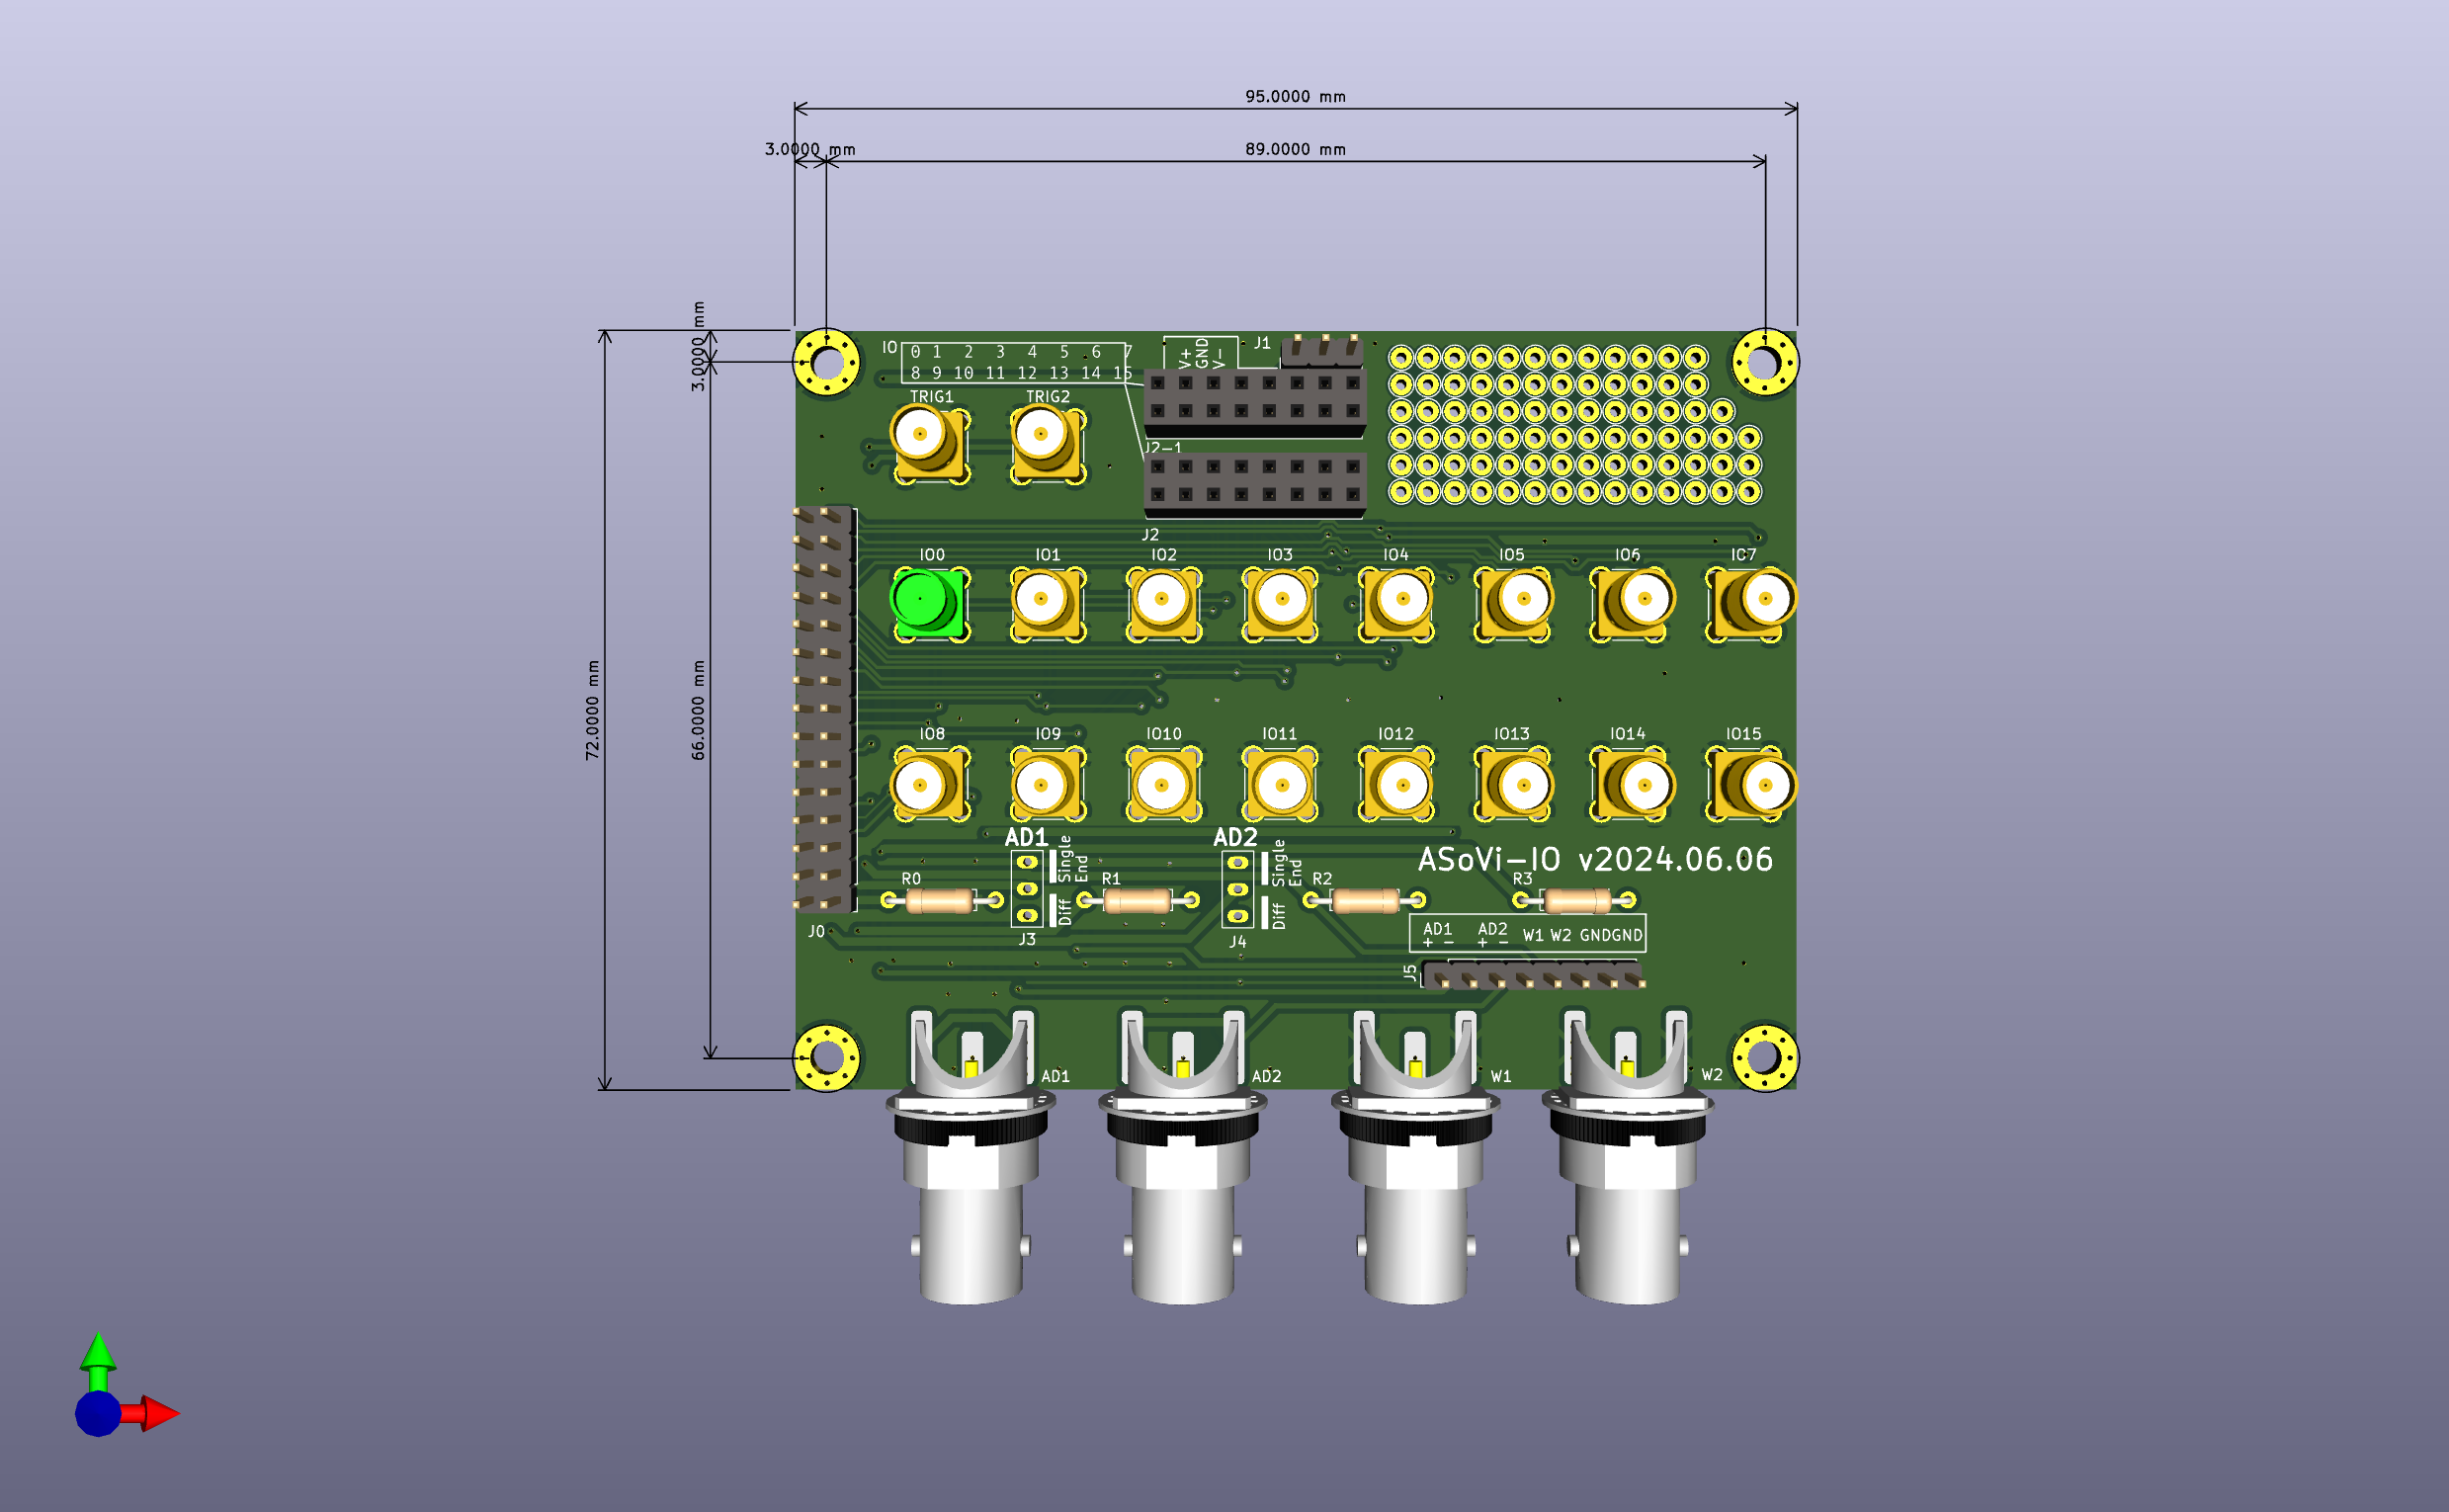 95.0000 mm
3.0000 mm
89.0000 mm
3.0000 mm
72.0000 mm
66.0000 mm
IO
0 1 2 3 4 5 6 7
8 9 10 11 12 13 14 15
V+
GND
V-
J1
TRIG1 TRIG2
J2-1
J2
IO0 IO1 IO2 IO3 IO4 IO5 IO6 IO7
IO8 IO9 IO10 IO11 IO12 IO13 IO14 IO15
AD1
Single
End
Diff
J3
AD2
Single
End
Diff
J4
ASoVi-IO v2024.06.06
R0 R1 R2 R3
J0
AD1 AD2 W1 W2 GND GND
+ - + -
J5
AD1 AD2 W1 W2